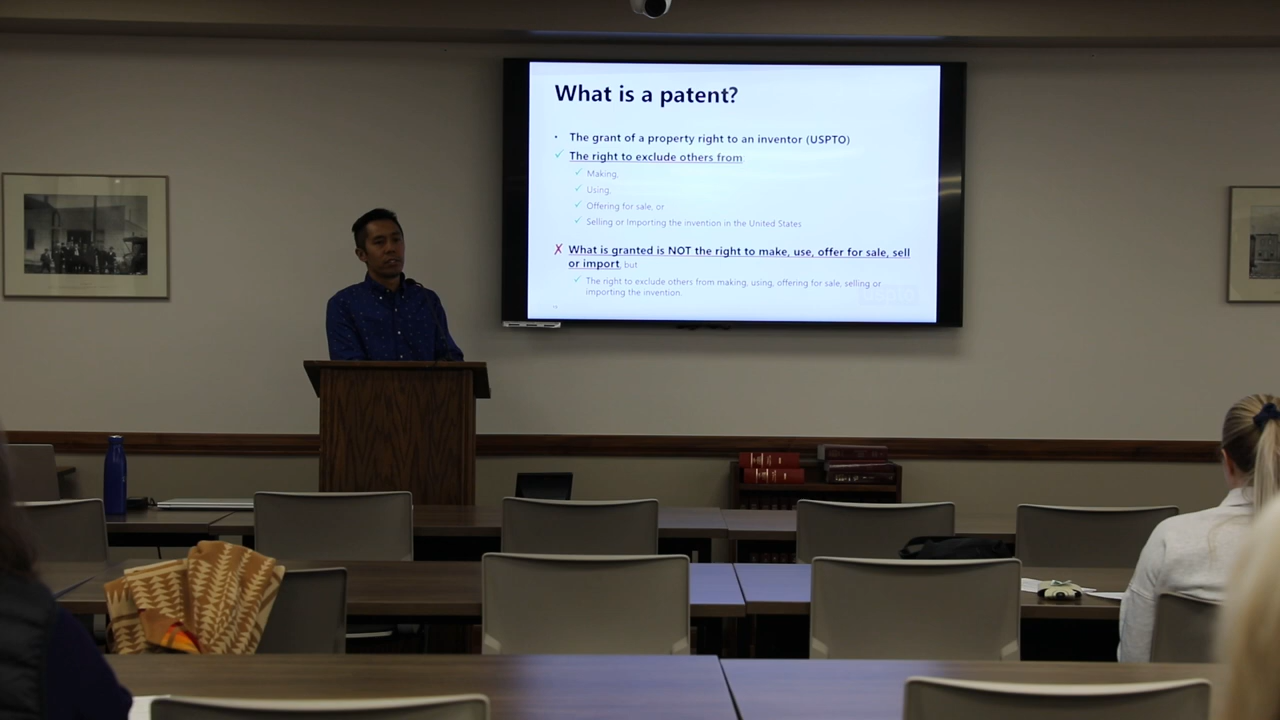 What is a patent?
• The grant of a property right to an inventor (USPTO)
✓ The right to exclude others from
✓ Making,
✓ Using,
✓ Offering for sale, or
✓ Selling or Importing the invention in the United States
✗ What is granted is NOT the right to make, use, offer for sale, sell
or import, but
✓ The right to exclude others from making, using, offering for sale, selling or
importing the invention.